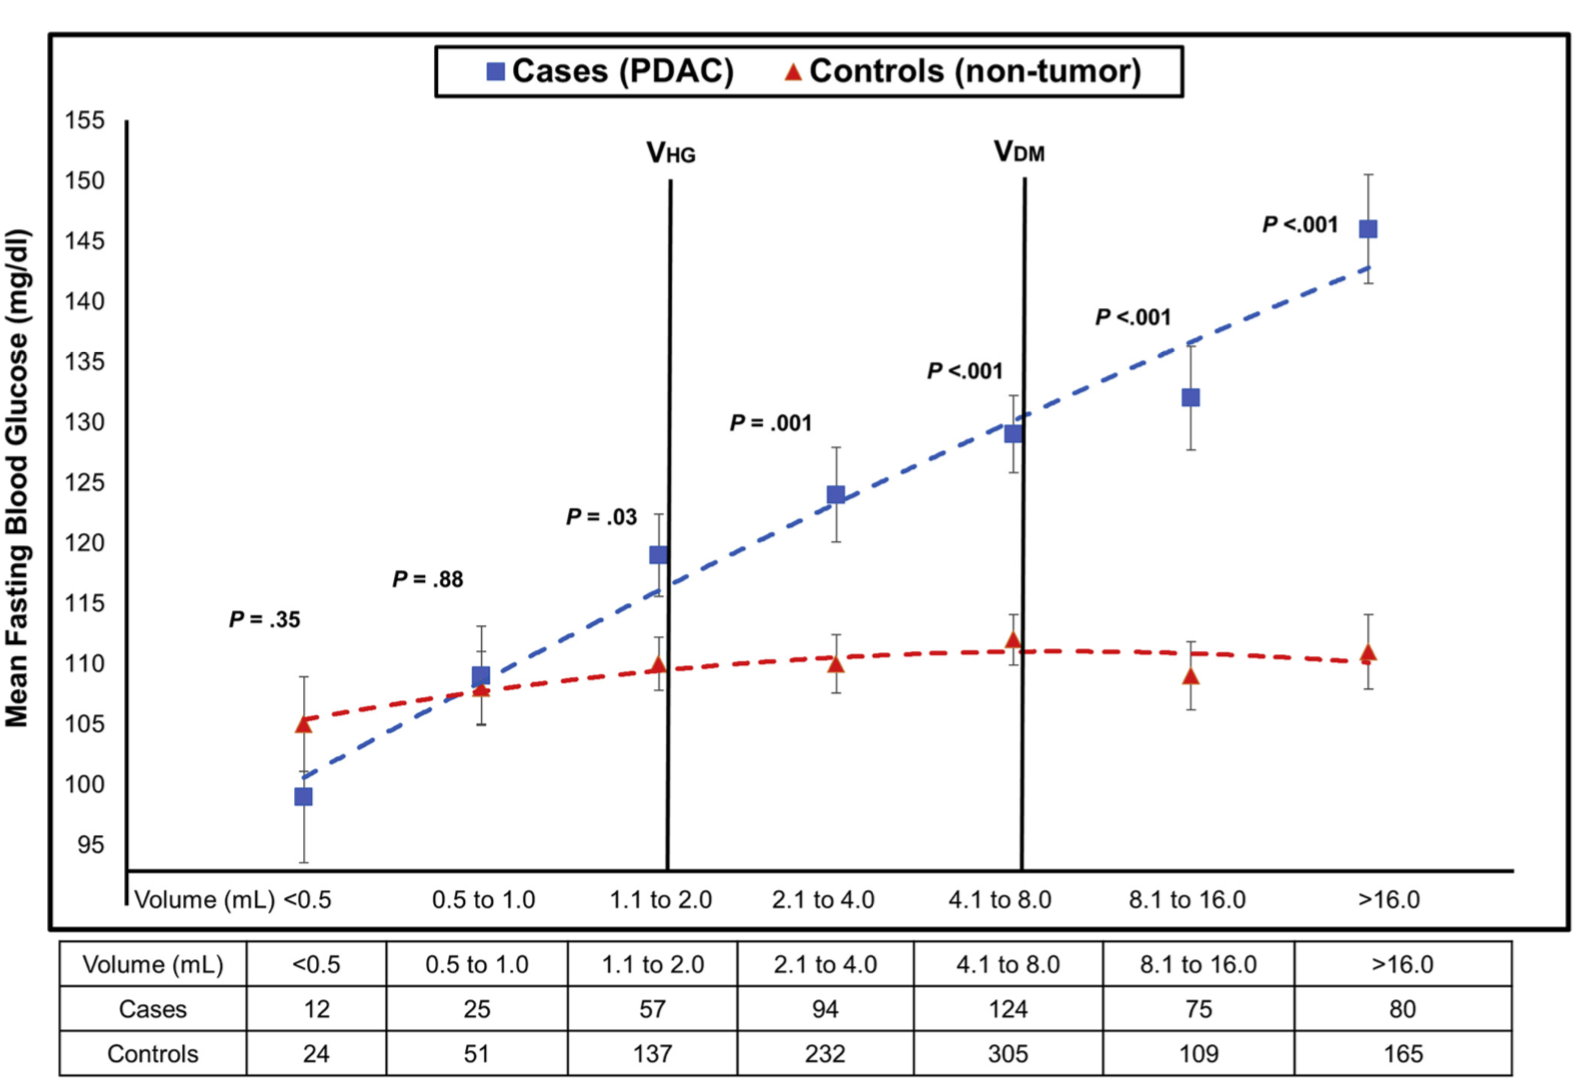 Cases (PDAC) Controls (non-tumor)
155
150
145
140
135
130
125
120
115
110
105
100
95
Mean Fasting Blood Glucose (mg/dl)
VHG
VDM
P = .35
P = .88
P = .03
P = .001
P <.001
P <.001
P <.001
Volume (mL) <0.5 0.5 to 1.0 1.1 to 2.0 2.1 to 4.0 4.1 to 8.0 8.1 to 16.0 >16.0
Volume (mL) <0.5 0.5 to 1.0 1.1 to 2.0 2.1 to 4.0 4.1 to 8.0 8.1 to 16.0 >16.0
Cases 12 25 57 94 124 75 80
Controls 24 51 137 232 305 109 165